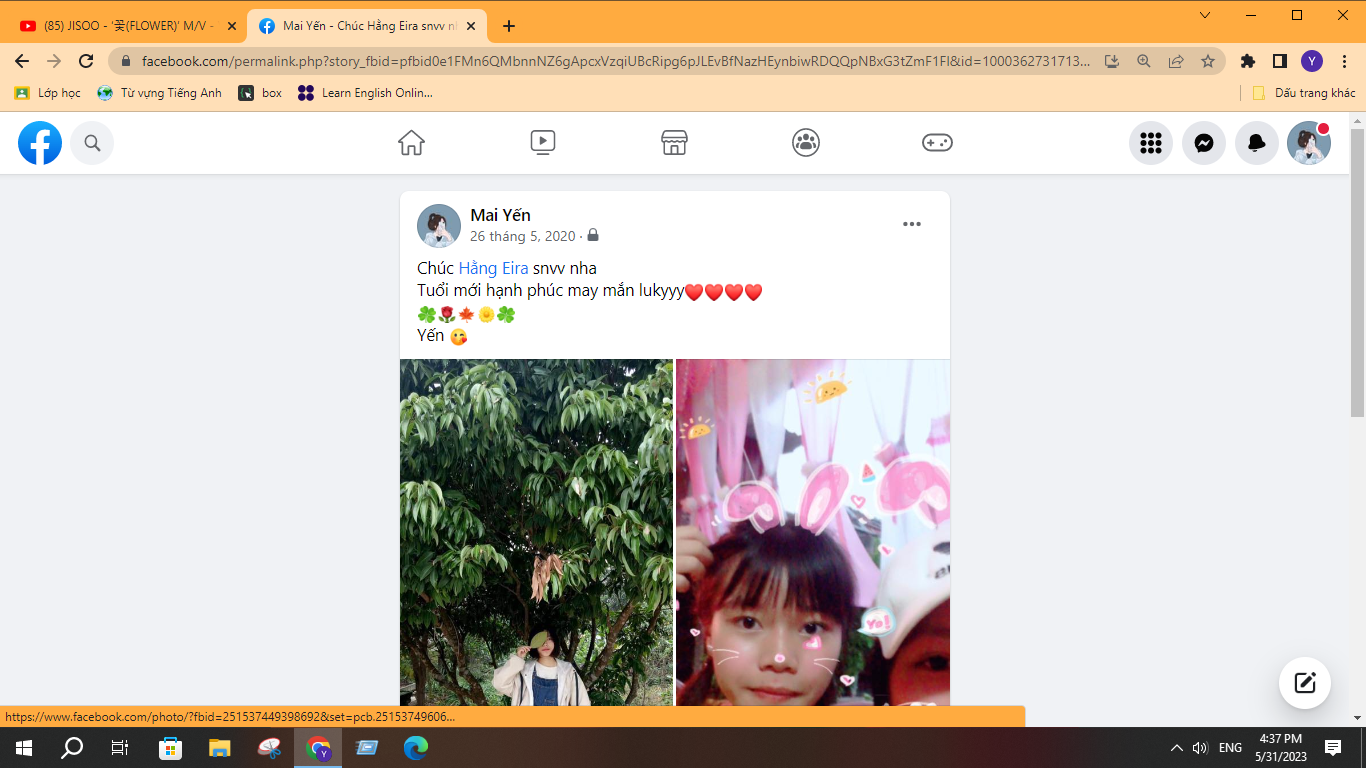 (85) JISOO - '꽃(FLOWER)' M/V -
Mai Yến - Chúc Hằng Eira snvv nh
facebook.com/permalink.php?story_fbid=pfbid0e1FMn6QMbnnNZ6gApcxVzqiUBcRipg6pJLEvBfNazHEynbiwRDQQpNBxG3tZmF1Fl&id=1000362731713...
Y
Lớp học
Từ vựng Tiếng Anh
box
Learn English Onlin...
Dấu trang khác
Mai Yến
26 tháng 5, 2020 ·
Chúc Hằng Eira snvv nha
Tuổi mới hạnh phúc may mắn lukyyy❤️❤️❤️❤️
🍀🌹🍁🌼🍀
Yến 😘
Yo!
https://www.facebook.com/photo/?fbid=251537449398692&set=pcb.25153749606...
Y
ENG
4:37 PM
5/31/2023